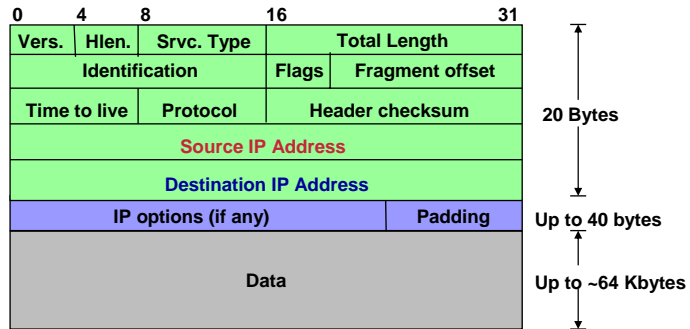 0 4 8 16 31
Vers. Hlen. Srvc. Type Total Length
Identification Flags Fragment offset
Time to live Protocol Header checksum
20 Bytes
Source IP Address
Destination IP Address
IP options (if any) Padding Up to 40 bytes
Data Up to ~64 Kbytes